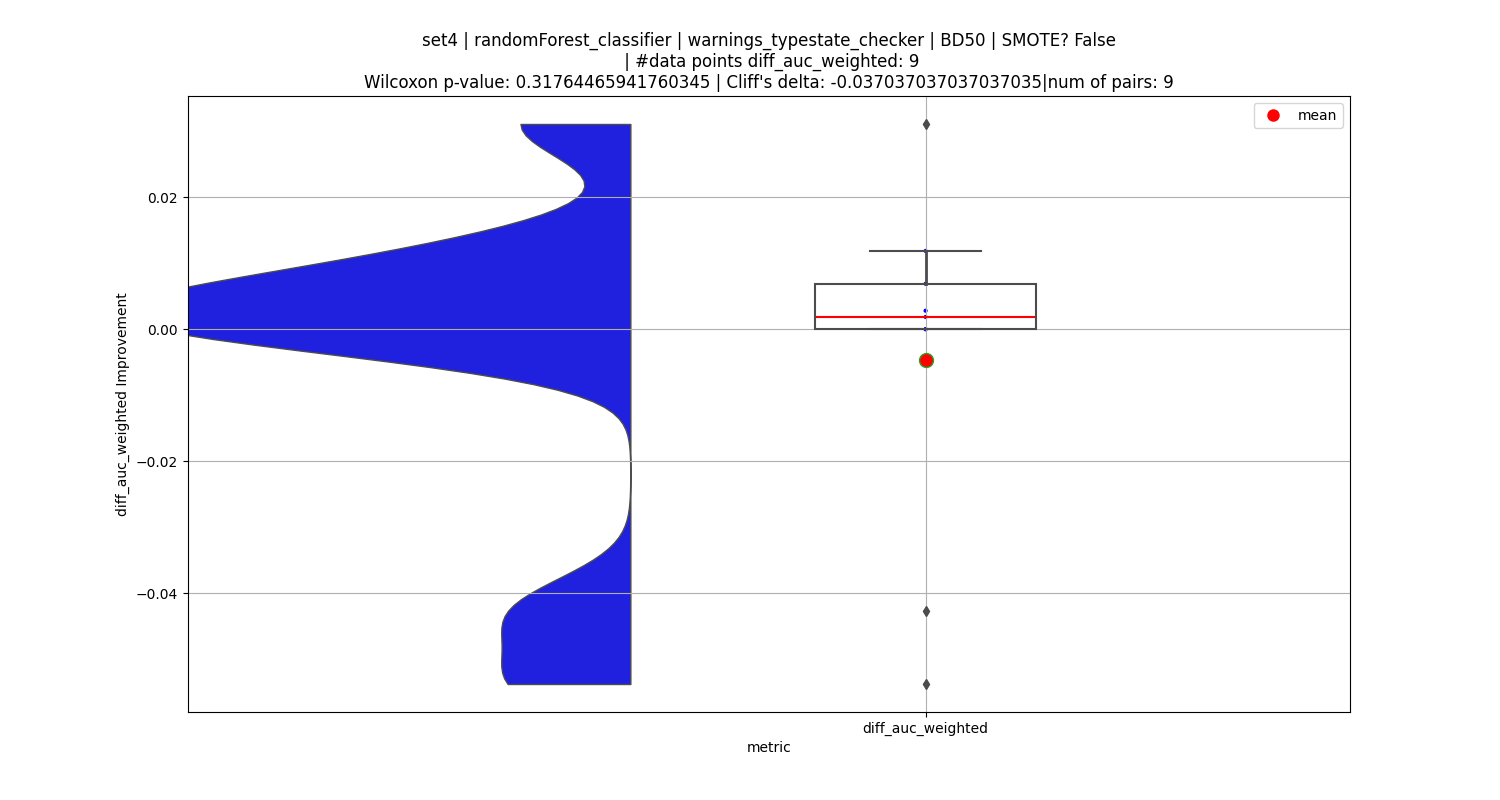 set4 | randomForest_classifier | warnings_typestate_checker | BD50 | SMOTE? False
| #data points diff_auc_weighted: 9
Wilcoxon p-value: 0.31764465941760345 | Cliff's delta: -0.037037037037037035|num of pairs: 9
mean
0.02
0.00
−0.02
−0.04
diff_auc_weighted Improvement
diff_auc_weighted
metric